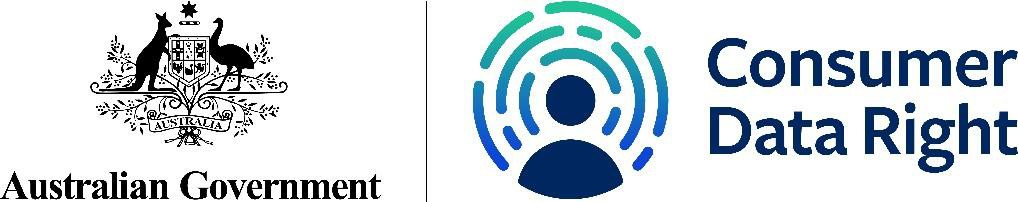 AUSTRALIA
Australian Government
Consumer
Data Right